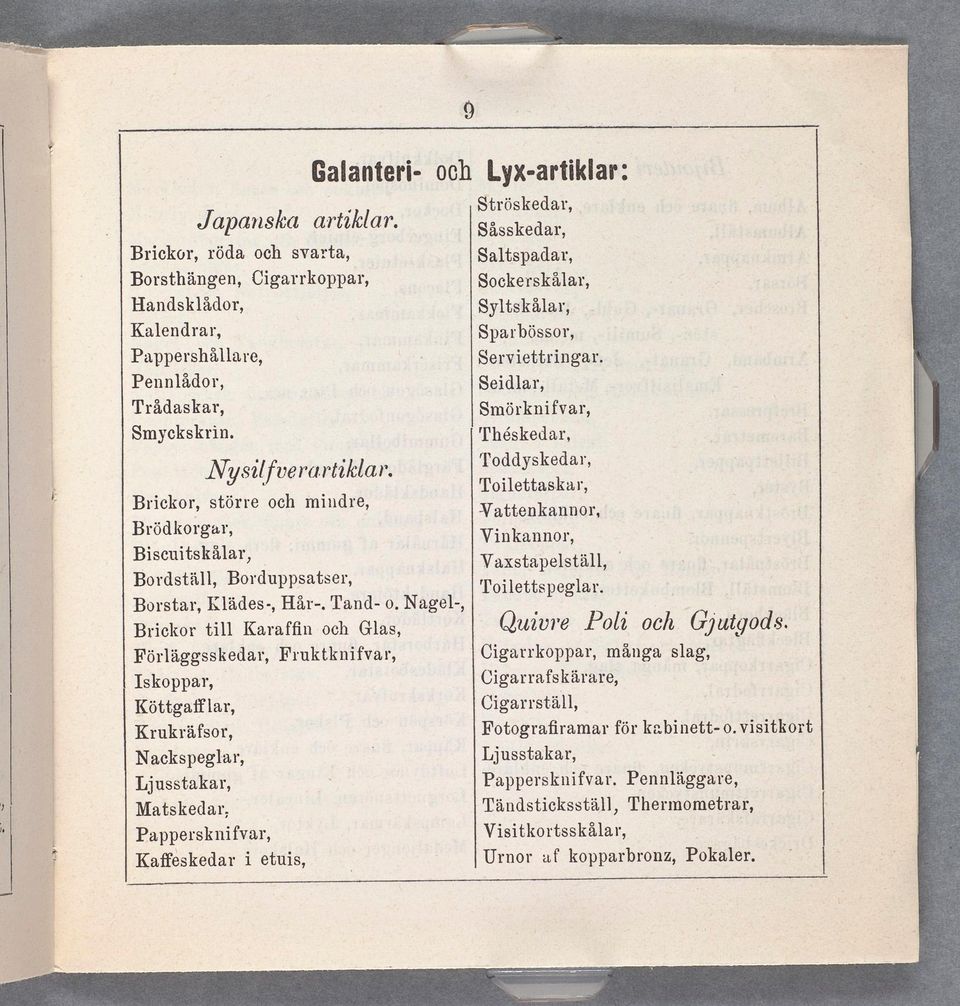 9
Galanteri- och Lyx-artiklar:
Japanska artiklar.
Brickor, röda och svarta,
Borsthängen, Cigarrkoppar,
Handsklådor,
Kalendrar,
Pappershållare,
Pennlådor,
Trådaskar,
Smyckskrin.
Nysilfverartiklar.
Brickor, större och mindre,
Brödkorgar,
Biscuitskålar,
Bordställ, Borduppsatser,
Borstar, Klädes-, Hår-. Tand- o. Nagel-,
Brickor till Karaffin och Glas,
Förläggsskedar, Fruktknifvar,
Iskoppar,
Köttgafflar,
Krukräfsor,
Nackspeglar,
Ljusstakar,
Matskedar,
Pappersknifvar,
Kaffeskedar i etuis,
Ströskedar,
Såsskedar,
Saltspadar,
Sockerskålar,
Syltskålar,
Sparbössor,
Serviettringar.
Seidlar,
Smörknifvar,
Théskedar,
Toddyskedar,
Toilettaskar,
Vattenkannor,
Vinkannor,
Vaxstapelställ,
Toilettspeglar.
Quivre Poli och Gjutgods.
Cigarrkoppar, många slag,
Cigarrafskärare,
Cigarrställ,
Fotografiramar för kabinett- o. visitkort
Ljusstakar,
Pappersknifvar. Pennläggare,
Tändsticksställ, Thermometrar,
Visitkortsskålar,
Urnor af kopparbronz, Pokaler.